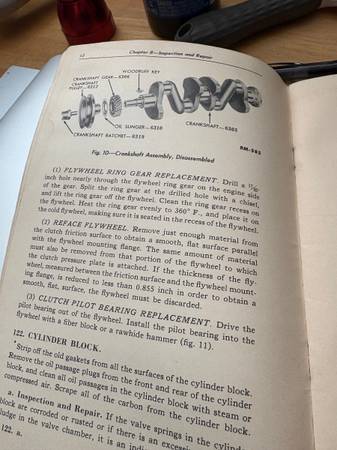 12
Chapter 8—Inspection and Repair
WOODRUFF KEY
CRANKSHAFT GEAR—6306
CRANKSHAFT
PULLEY—6312
OIL SLINGER—6310
CRANKSHAFT—6303
CRANKSHAFT RATCHET—6319
RM-505
Fig. 10—Crankshaft Assembly, Disassembled
(1) FLYWHEEL RING GEAR REPLACEMENT. Drill a
inch hole nearly through the flywheel ring gear on the engine side
of the gear. Split the ring gear at the drilled hole with a chisel,
and lift the ring gear off the flywheel. Clean the gear recess on
the flywheel. Heat the ring gear evenly to 360° F., and place it on
the cold flywheel, making sure it is seated in the recess of the flywheel.
(2) REFACE FLYWHEEL. Remove just enough material from
the clutch friction surface to obtain a smooth, flat surface parallel
with the flywheel mounting flange. The same amount of material
must also be removed from that portion of the flywheel to which
the clutch pressure plate is attached. If the thickness of the fly-
wheel, measured between the friction surface and the flywheel mount-
ing flange, is reduced to less than 0.855 inch in order to obtain a
smooth, flat, surface, the flywheel must be discarded.
(3) CLUTCH PILOT BEARING REPLACEMENT. Drive the
pilot bearing out of the flywheel. Install the pilot bearing into the
flywheel with a fiber block or a rawhide hammer (fig. 11).
122. CYLINDER BLOCK.
Strip off the old gaskets from all the surfaces of the cylinder block.
Remove the oil passage plugs from the front and rear of the cylinder
block, and clean all oil passages in the cylinder block with steam or
compressed air. Scrape all of the carbon from the cylinder block.
a. Inspection and Repair. If the valve springs in the
block are corroded or rusted or if there is an
in the valve chamber, it is an
122. a.